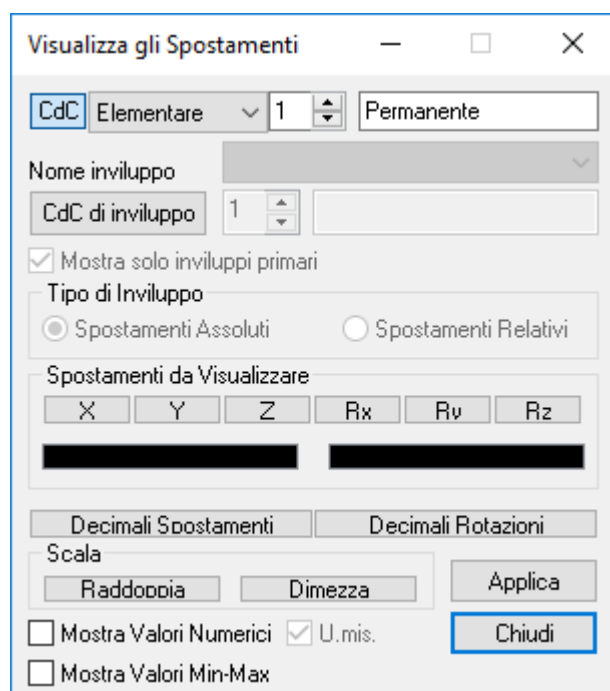 Visualizza gli Spostamenti
CdC Elementare 1 Permanente
Nome inviluppo
CdC di inviluppo 1
Mostra solo inviluppi primari
Tipo di Inviluppo
Spostamenti Assoluti Spostamenti Relativi
Spostamenti da Visualizzare
X Y Z Rx Ry Rz
Decimali Spostamenti Decimali Rotazioni
Scala
Raddoppia Dimezza Applica
Mostra Valori Numerici U.mis. Chiudi
Mostra Valori Min-Max